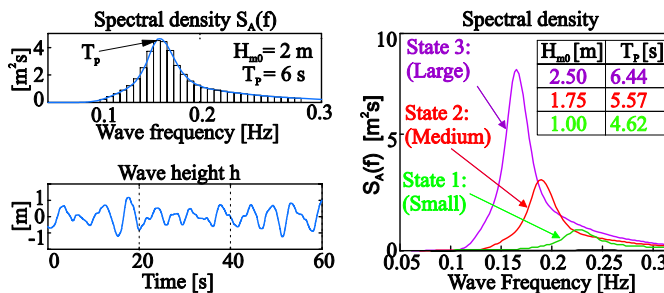 Spectral density S_A(f)
[m²s]
4
2
0
T_p
H_m0 = 2 m
T_P = 6 s
0.1 0.2 0.3
Wave frequency [Hz]
Wave height h
[m]
1
0
-1
0 20 40 60
Time [s]
Spectral density
S_A(f) [m²s]
10
5
0
State 3:
(Large)
State 2:
(Medium)
State 1:
(Small)
H_m0 [m] T_P [s]
2.50 6.44
1.75 5.57
1.00 4.62
0.05 0.1 0.15 0.2 0.25 0.3
Wave Frequency [Hz]